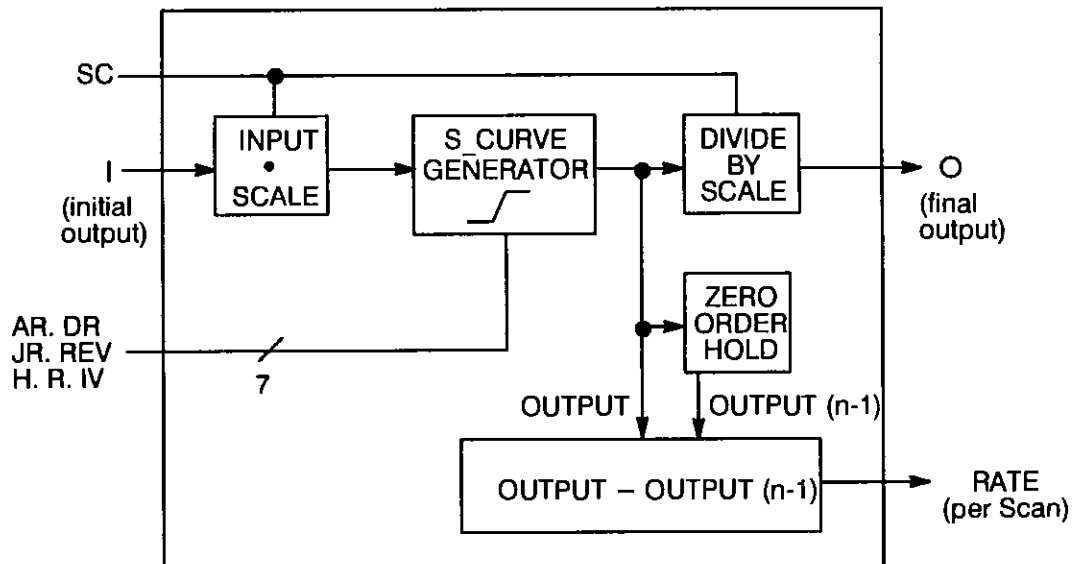 SC
INPUT
•
SCALE
S_CURVE
GENERATOR
DIVIDE
BY
SCALE
I
(initial
output)
O
(final
output)
AR. DR
JR. REV
H. R. IV
7
ZERO
ORDER
HOLD
OUTPUT
OUTPUT (n-1)
OUTPUT – OUTPUT (n-1)
RATE
(per Scan)